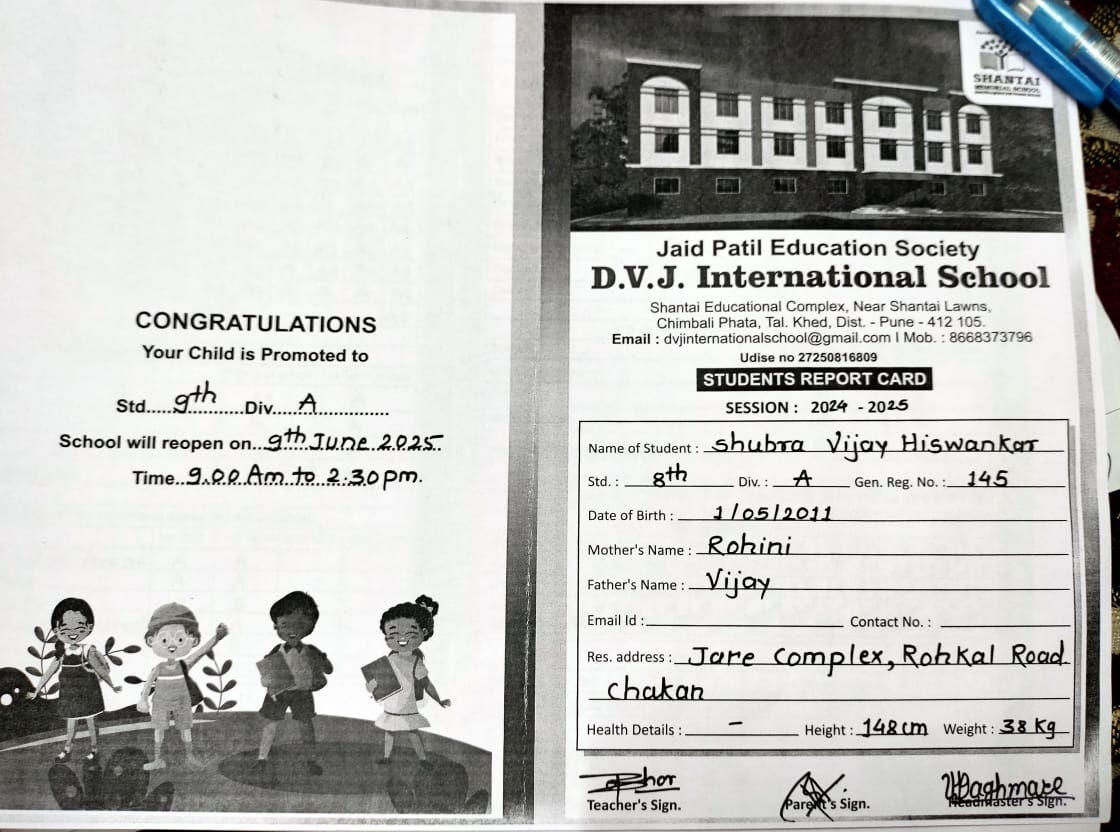 CONGRATULATIONS
Your Child is Promoted to
Std.....9th..........Div......A...............
School will reopen on...9th June 2025.
Time..9.00 Am to 2:30 pm.
SHANTAI
MEMORIAL SCHOOL
Jaid Patil Education Society
D.V.J. International School
Shantai Educational Complex, Near Shantai Lawns,
Chimbali Phata, Tal. Khed, Dist. - Pune - 412 105.
Email : dvjinternationalschool@gmail.com I Mob. : 8668373796
Udise no 27250816809
STUDENTS REPORT CARD
SESSION : 2024 - 2025
Name of Student : Shubra Vijay Hiswankar
Std. : 8th Div. : A Gen. Reg. No. : 145
Date of Birth : 1/05/2011
Mother's Name : Rohini
Father's Name : Vijay
Email Id : Contact No. :
Res. address : Jare Complex, Rohkal Road
Chakan
Health Details : - Height : 148 cm Weight : 38 Kg
Bhor Waghmare
Teacher's Sign. Parent's Sign. Headmaster's Sign.